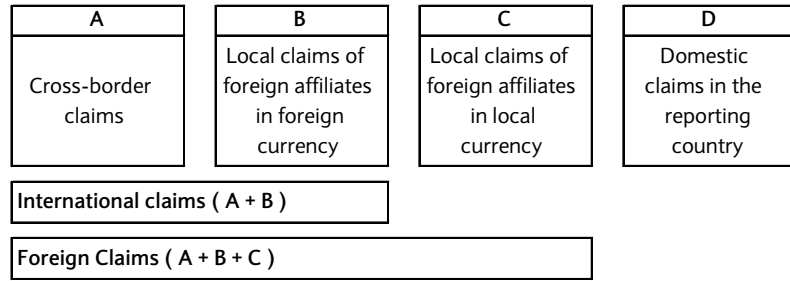 A
Cross-border
claims
B
Local claims of
foreign affiliates
in foreign
currency
C
Local claims of
foreign affiliates
in local
currency
D
Domestic
claims in the
reporting
country
International claims ( A + B )
Foreign Claims ( A + B + C )